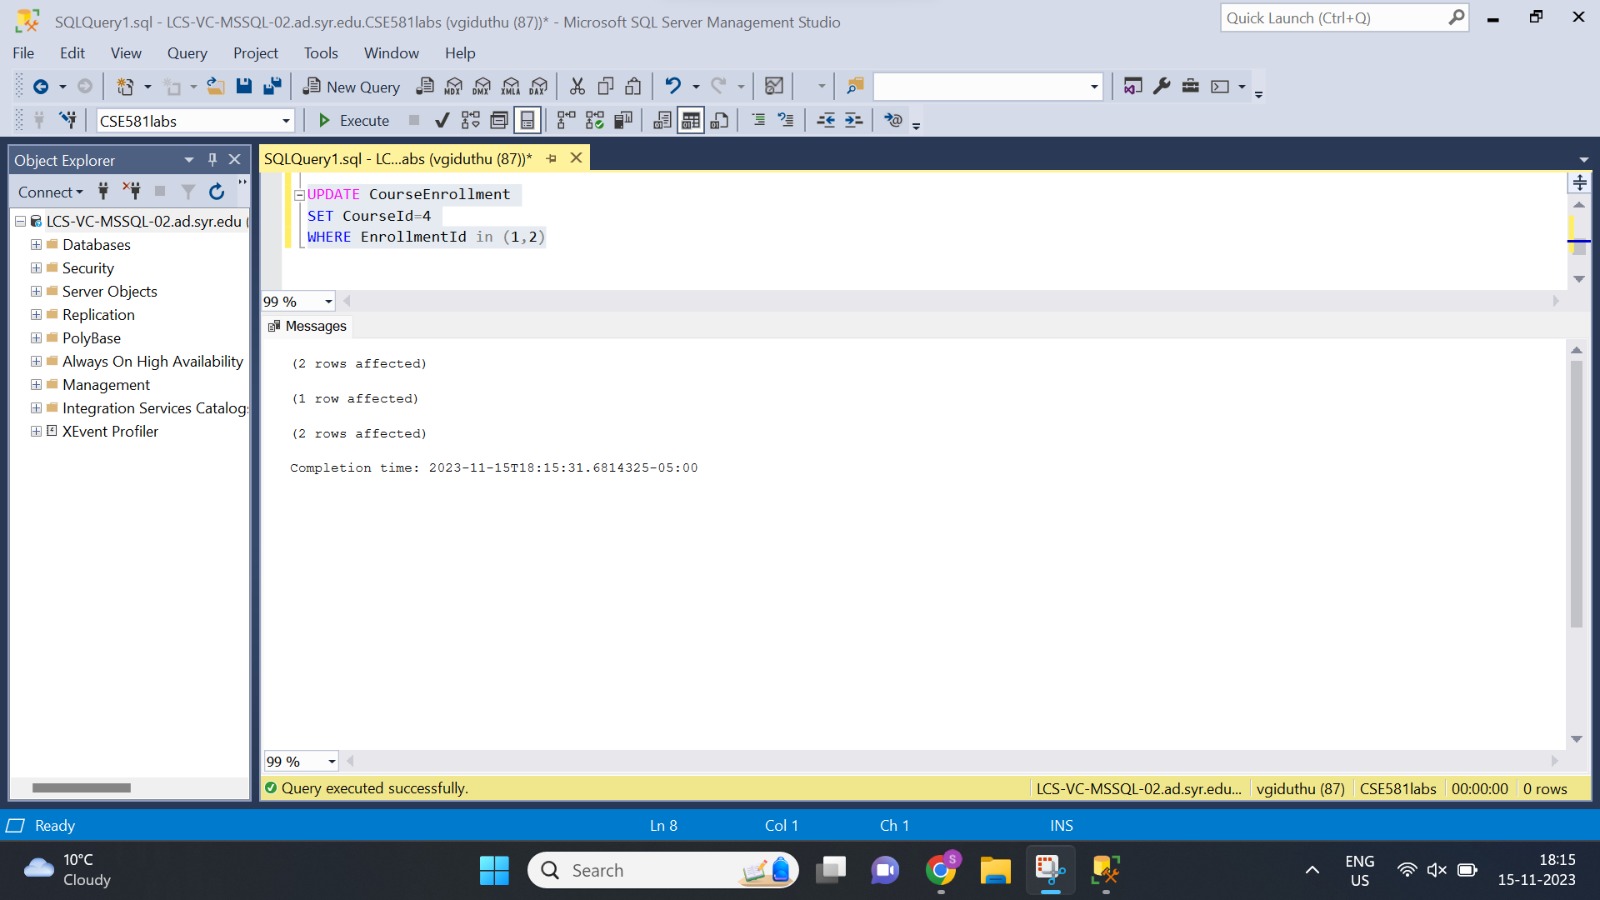 SQLQuery1.sql - LCS-VC-MSSQL-02.ad.syr.edu.CSE581labs (vgiduthu (87))* - Microsoft SQL Server Management Studio
Quick Launch (Ctrl+Q)
File Edit View Query Project Tools Window Help
New Query
MDX DMX XMLA DAX
CSE581labs
Execute
Object Explorer
SQLQuery1.sql - LC...abs (vgiduthu (87))*
Connect
LCS-VC-MSSQL-02.ad.syr.edu (
Databases
Security
Server Objects
Replication
PolyBase
Always On High Availability
Management
Integration Services Catalog
XEvent Profiler
UPDATE CourseEnrollment
SET CourseId=4
WHERE EnrollmentId in (1,2)
99 %
Messages
(2 rows affected)
(1 row affected)
(2 rows affected)
Completion time: 2023-11-15T18:15:31.6814325-05:00
99 %
Query executed successfully.
LCS-VC-MSSQL-02.ad.syr.edu... vgiduthu (87) CSE581labs 00:00:00 0 rows
Ready
Ln 8 Col 1 Ch 1 INS
10°C
Cloudy
Search
S
ENG
US
18:15
15-11-2023